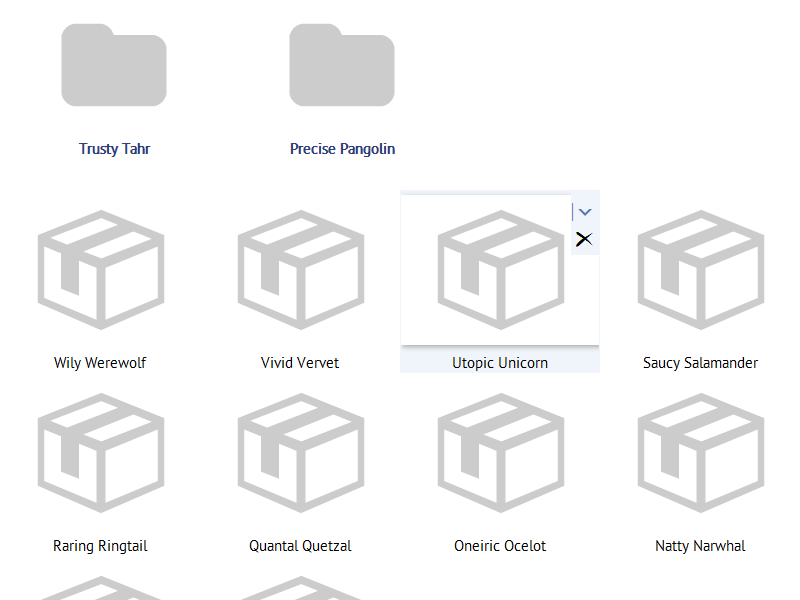 Trusty Tahr
Precise Pangolin
Wily Werewolf
Vivid Vervet
Utopic Unicorn
Saucy Salamander
Raring Ringtail
Quantal Quetzal
Oneiric Ocelot
Natty Narwhal